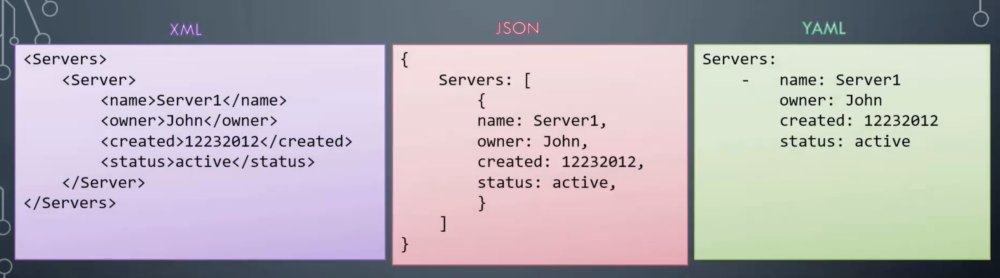 XML
<Servers>
<Server>
<name>Server1</name>
<owner>John</owner>
<created>12232012</created>
<status>active</status>
</Server>
</Servers>
JSON
{
Servers: [
{
name: Server1,
owner: John,
created: 12232012,
status: active,
}
]
}
YAML
Servers:
- name: Server1
owner: John
created: 12232012
status: active